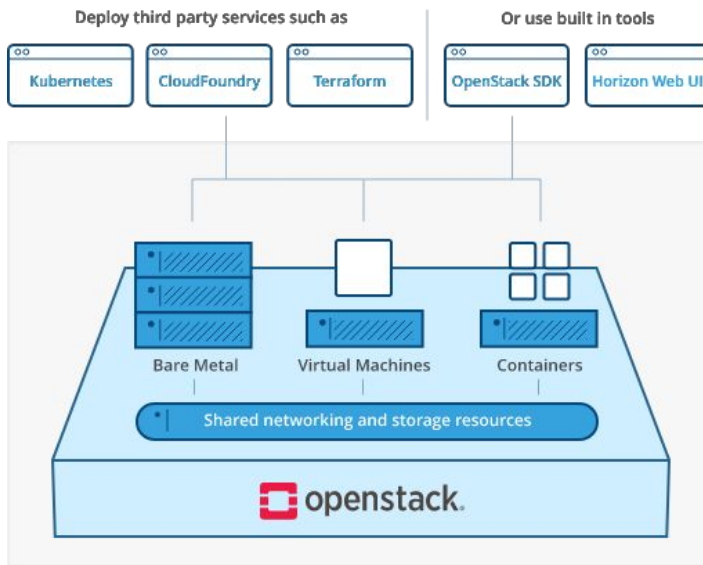 Deploy third party services such as
Or use built in tools
Kubernetes
CloudFoundry
Terraform
OpenStack SDK
Horizon Web UI
Bare Metal
Virtual Machines
Containers
Shared networking and storage resources
openstack.